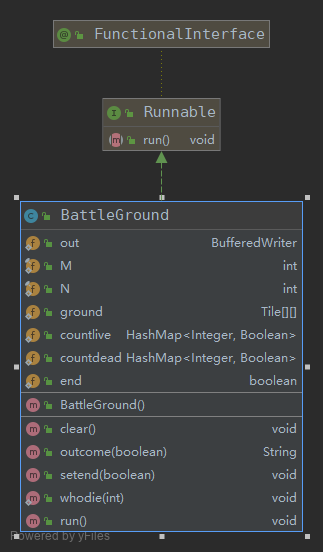 @ FunctionalInterface
I Runnable
m run() void
C BattleGround
f out BufferedWriter
f M int
f N int
f ground Tile[][]
f countlive HashMap<Integer, Boolean>
f countdead HashMap<Integer, Boolean>
f end boolean
m BattleGround()
m clear() void
m outcome(boolean) String
m setend(boolean) void
m whodie(int) void
m run() void
Powered by yFiles